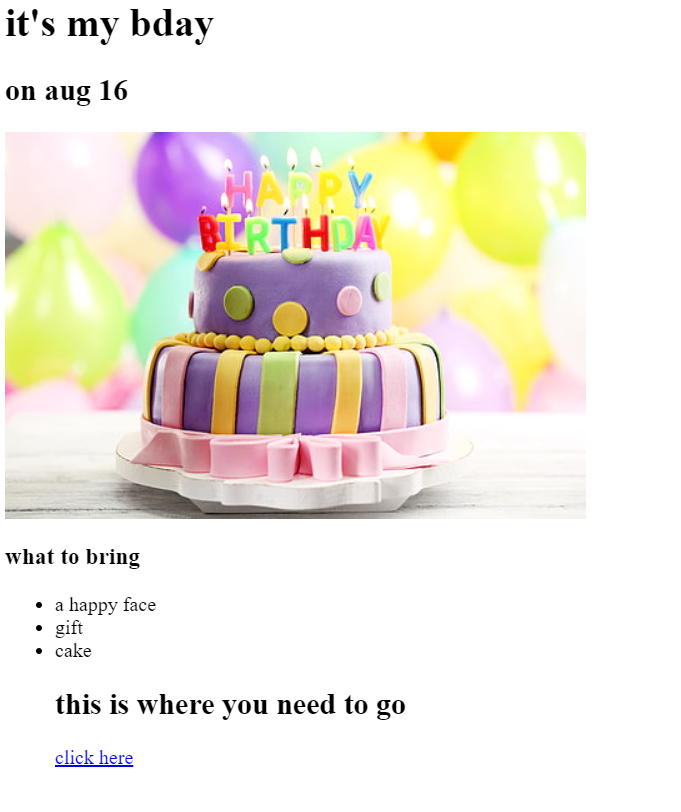 it's my bday
on aug 16
HAPPY
BIRTHDAY
what to bring
a happy face
gift
cake
this is where you need to go
click here